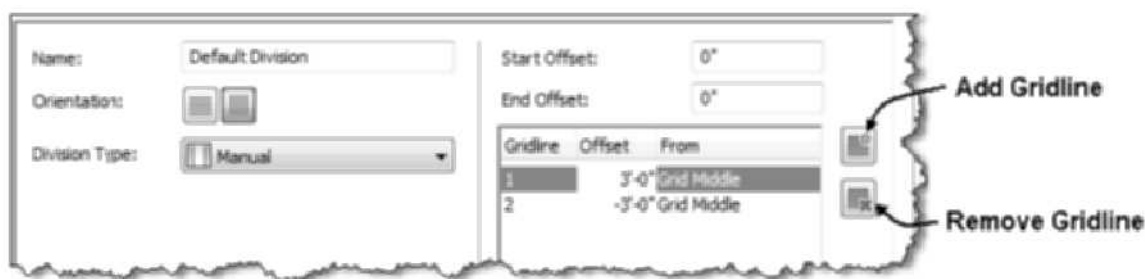 Name: Default Division
Orientation:
Division Type: Manual
Start Offset: 0"
End Offset: 0"
Gridline Offset From
1 3'-0" Grid Middle
2 -3'-0" Grid Middle
Add Gridline
Remove Gridline